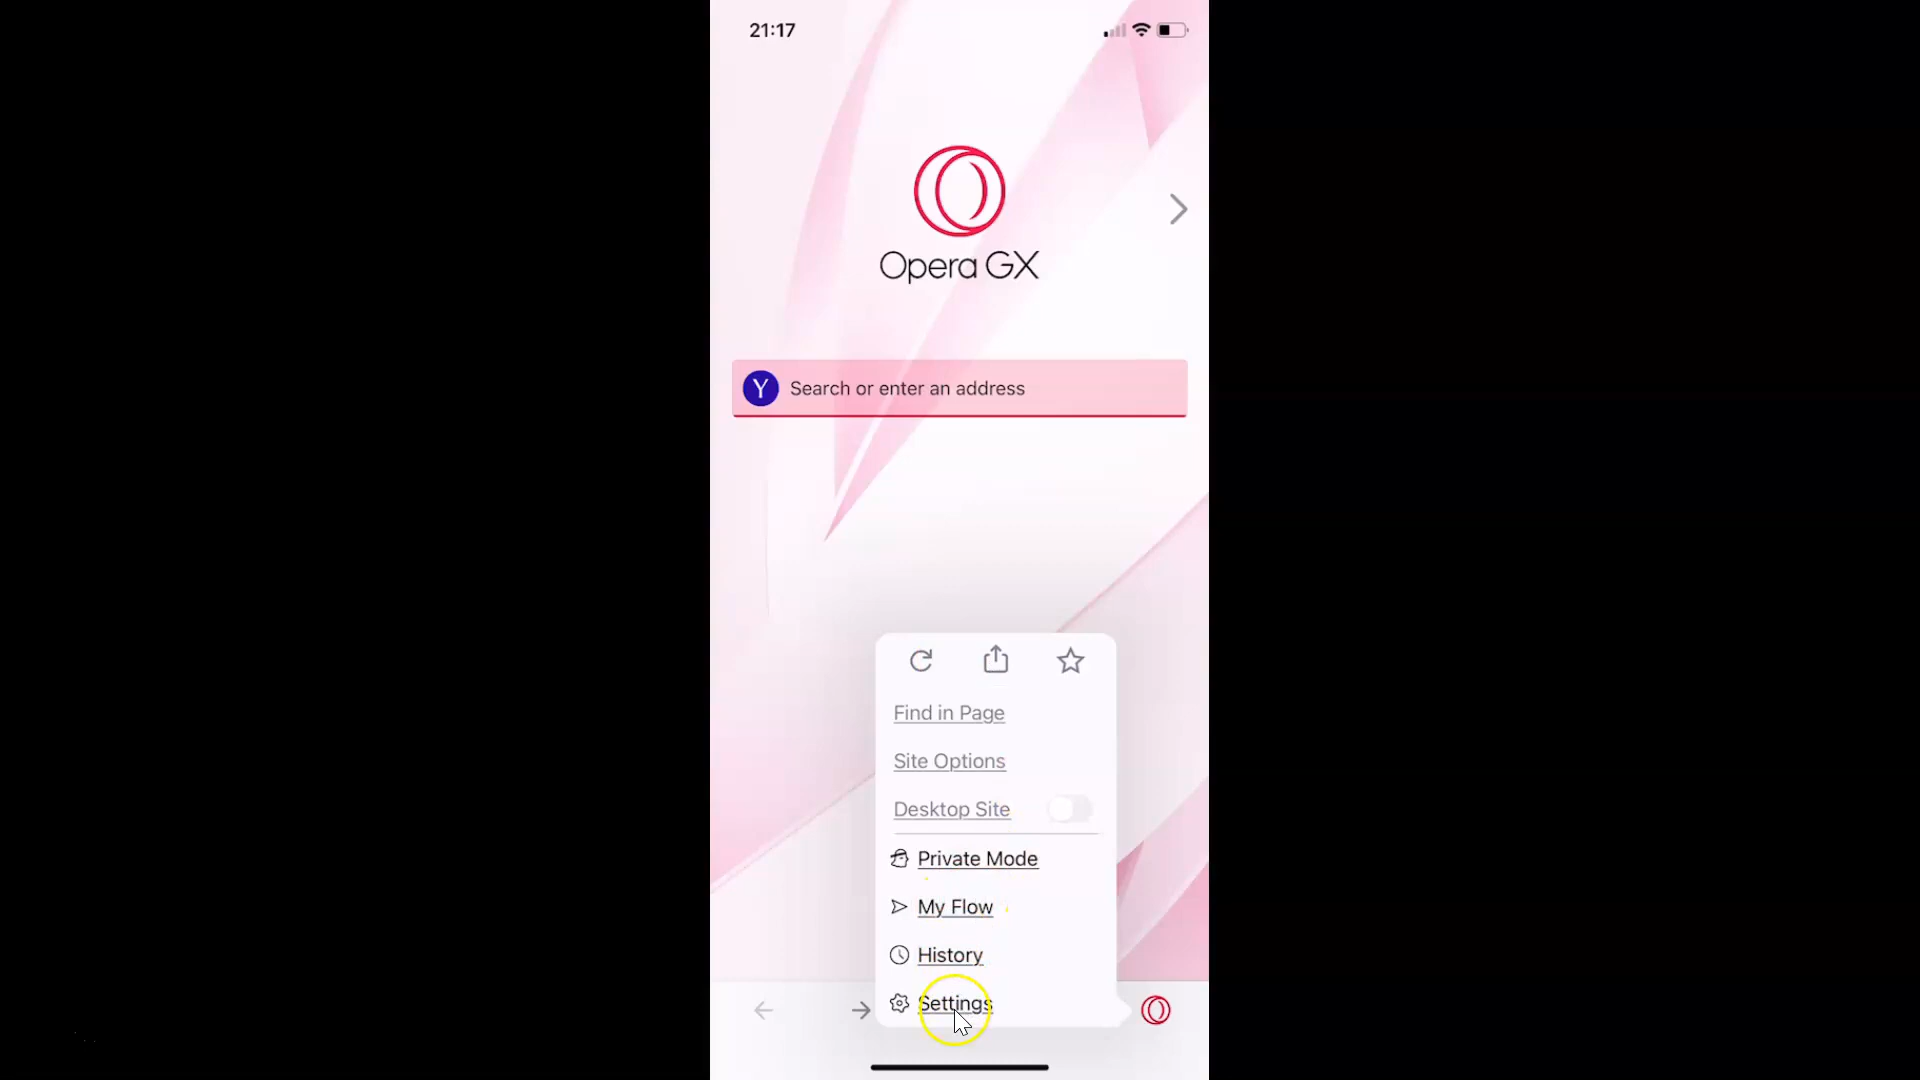 21:17
Opera GX
Y Search or enter an address
Find in Page
Site Options
Desktop Site
Private Mode
My Flow
History
Settings